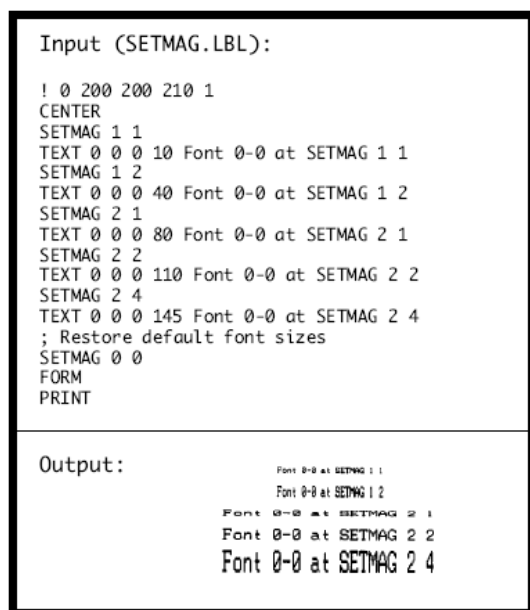 Input (SETMAG.LBL):
! 0 200 200 210 1
CENTER
SETMAG 1 1
TEXT 0 0 0 10 Font 0-0 at SETMAG 1 1
SETMAG 1 2
TEXT 0 0 0 40 Font 0-0 at SETMAG 1 2
SETMAG 2 1
TEXT 0 0 0 80 Font 0-0 at SETMAG 2 1
SETMAG 2 2
TEXT 0 0 0 110 Font 0-0 at SETMAG 2 2
SETMAG 2 4
TEXT 0 0 0 145 Font 0-0 at SETMAG 2 4
; Restore default font sizes
SETMAG 0 0
FORM
PRINT
Output:
Font 0-0 at SETMAG 1 1
Font 0-0 at SETMAG 1 2
Font 0-0 at SETMAG 2 1
Font 0-0 at SETMAG 2 2
Font 0-0 at SETMAG 2 4